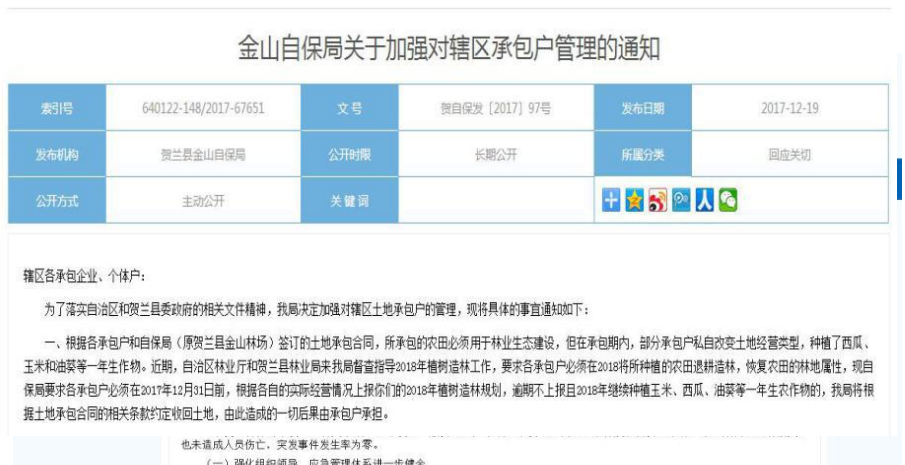 金山自保局关于加强对辖区承包户管理的通知
索引号 640122-148/2017-67651 文号 贺自保发［2017］97号 发布日期 2017-12-19
发布机构 贺兰县金山自保局 公开时限 长期公开 所属分类 回应关切
公开方式 主动公开 关键词
辖区各承包企业、个体户：
为了落实自治区和贺兰县委政府的相关文件精神，我局决定加强对辖区土地承包户的管理，现将具体的事宜通知如下：
一、根据各承包户和自保局（原贺兰县金山林场）签订的土地承包合同，所承包的农田必须用于林业生态建设，但在承包期内，部分承包户私自改变土地经营类型，种植了西瓜、
玉米和油葵等一年生作物。近期，自治区林业厅和贺兰县林业局来我局督查指导2018年植树造林工作，要求各承包户必须在2018将所种植的农田退耕造林，恢复农田的林地属性，现自
保局要求各承包户必须在2017年12月31日前，根据各自的实际经营情况上报你们的2018年植树造林规划，逾期不上报且2018年继续种植玉米、西瓜、油葵等一年生农作物的，我局将根
据土地承包合同的相关条款约定收回土地，由此造成的一切后果由承包户承担。
也未造成人员伤亡、突发事件发生率为零。
（一）强化组织领导，应急管理体系进一步健全